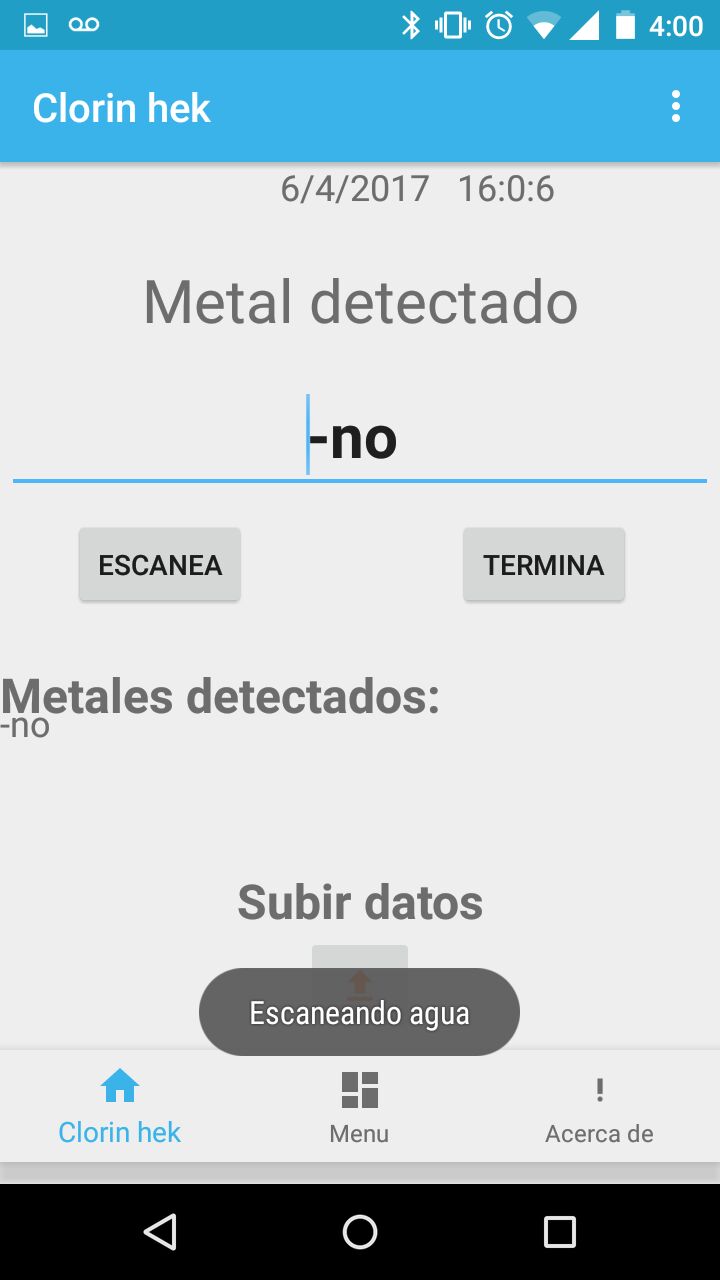 4:00
Clorin hek
6/4/2017 16:0:6
Metal detectado
-no
ESCANEA TERMINA
Metales detectados:
-no
Subir datos
Escaneando agua
Clorin hek Menu Acerca de